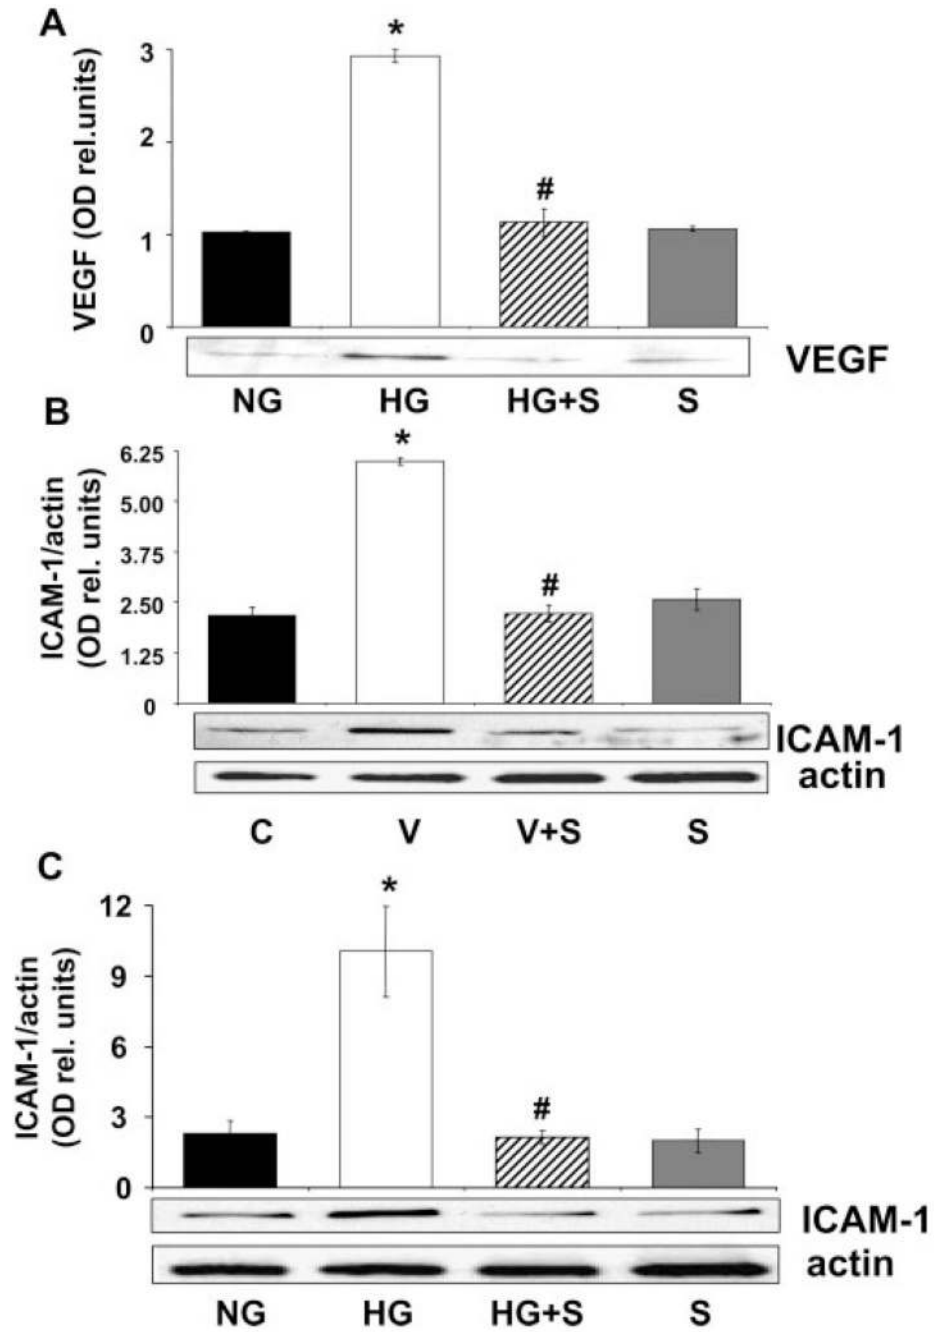 A
*
3
2
1
0
VEGF (OD rel.units)
#
VEGF
NG HG HG+S S
B
*
6.25
5.00
3.75
2.50
1.25
0
ICAM-1/actin
(OD rel. units)
#
ICAM-1
actin
C V V+S S
C
*
12
9
6
3
0
ICAM-1/actin
(OD rel. units)
#
ICAM-1
actin
NG HG HG+S S